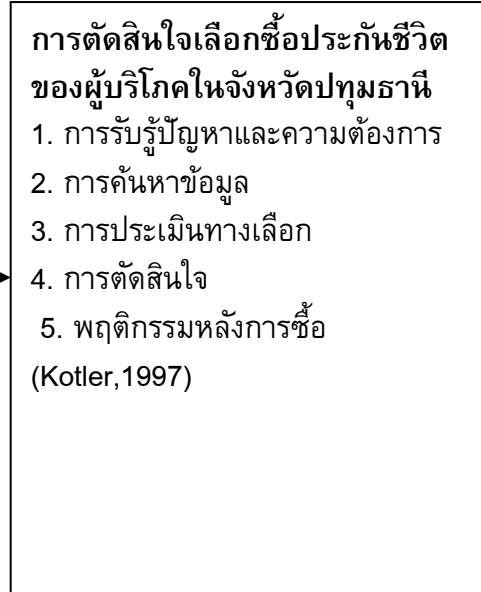 การตัดสินใจเลือกซื้อประกันชีวิต
ของผู้บริโภคในจังหวัดปทุมธานี
1. การรับรู้ปัญหาและความต้องการ
2. การค้นหาข้อมูล
3. การประเมินทางเลือก
4. การตัดสินใจ
5. พฤติกรรมหลังการซื้อ
(Kotler,1997)